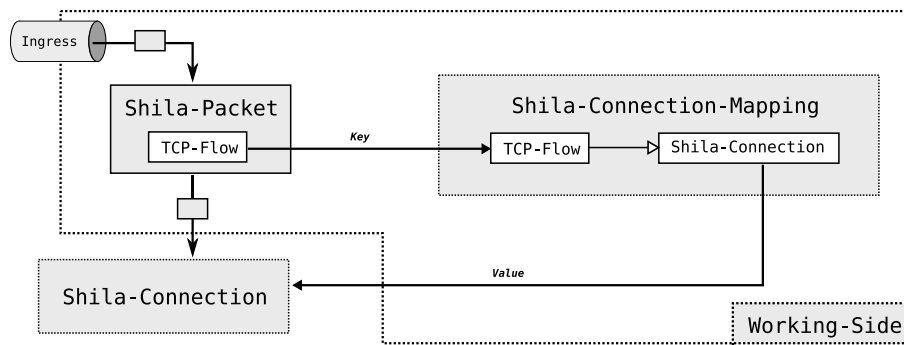 Ingress
Shila-Packet
TCP-Flow
Key
Shila-Connection-Mapping
TCP-Flow
Shila-Connection
Shila-Connection
Value
Working-Side